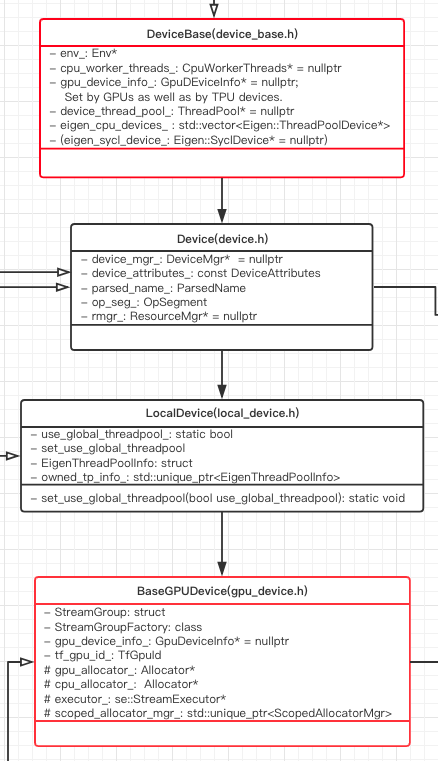 DeviceBase(device_base.h)
– env_: Env*
– cpu_worker_threads_: CpuWorkerThreads* = nullptr
– gpu_device_info_: GpuDEviceInfo* = nullptr;
Set by GPUs as well as by TPU devices.
– device_thread_pool_: ThreadPool* = nullptr
– eigen_cpu_devices_ : std::vector<Eigen::ThreadPoolDevice*>
– (eigen_sycl_device_: Eigen::SyclDevice* = nullptr)
Device(device.h)
– device_mgr_: DeviceMgr*  = nullptr
– device_attributes_: const DeviceAttributes
– parsed_name_: ParsedName
– op_seg_: OpSegment
– rmgr_: ResourceMgr* = nullptr
LocalDevice(local_device.h)
– use_global_threadpool_: static bool
– set_use_global_threadpool
– EigenThreadPoolInfo: struct
– owned_tp_info_: std::unique_ptr<EigenThreadPoolInfo>
– set_use_global_threadpool(bool use_global_threadpool): static void
BaseGPUDevice(gpu_device.h)
– StreamGroup: struct
– StreamGroupFactory: class
– gpu_device_info_: GpuDeviceInfo* = nullptr
– tf_gpu_id_: TfGpuId
# gpu_allocator_: Allocator*
# cpu_allocator_:  Allocator*
# executor_: se::StreamExecutor*
# scoped_allocator_mgr_: std::unique_ptr<ScopedAllocatorMgr>